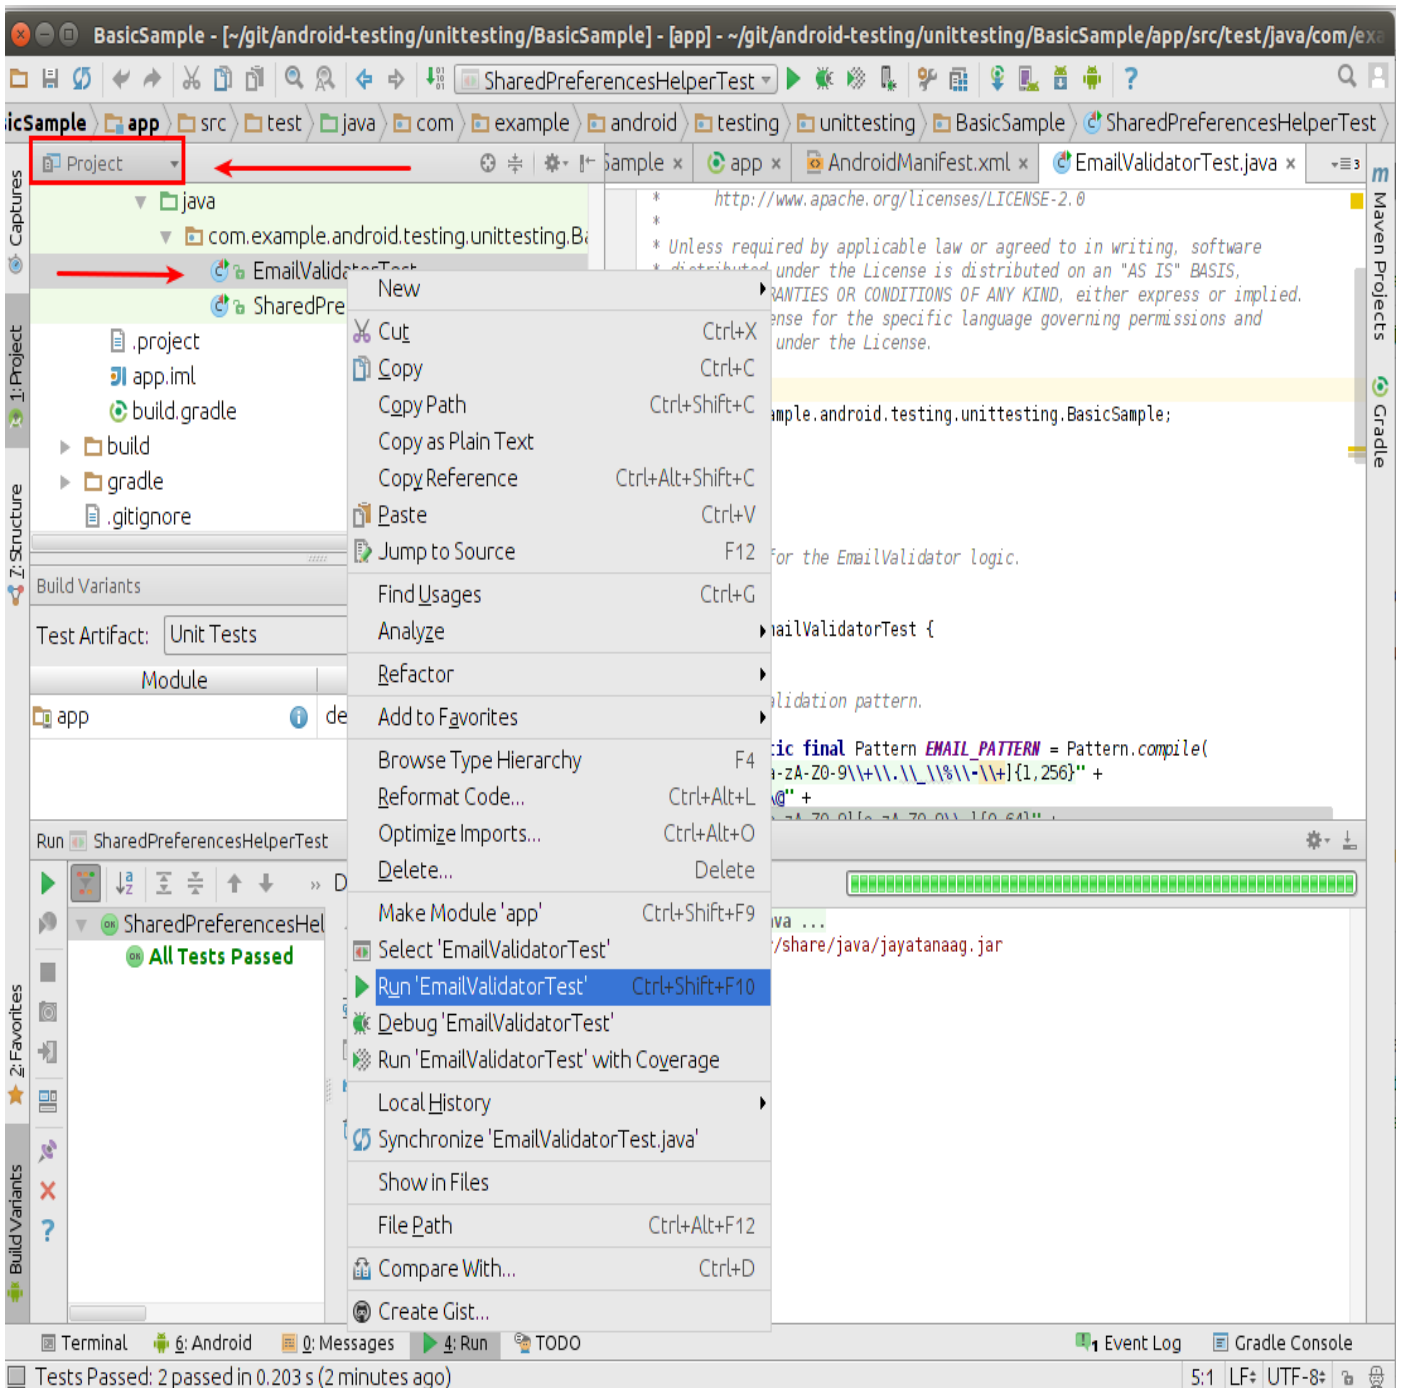 BasicSample - [~/git/android-testing/unittesting/BasicSample] - [app] - ~/git/android-testing/unittesting/BasicSample/app/src/test/java/com/exa
SharedPreferencesHelperTest
icSample app src test java com example android testing unittesting BasicSample SharedPreferencesHelperTest
Project
Sample × app × AndroidManifest.xml × EmailValidatorTest.java × 3
Captures
1: Project
7: Structure
2: Favorites
Build Variants
java
com.example.android.testing.unittesting.Ba
EmailValidatorTest
SharedPre
.project
app.iml
build.gradle
build
gradle
.gitignore
Build Variants
Test Artifact: Unit Tests
Module
app de
New
Cut Ctrl+X
Copy Ctrl+C
Copy Path Ctrl+Shift+C
Copy as Plain Text
Copy Reference Ctrl+Alt+Shift+C
Paste Ctrl+V
Jump to Source F12
Find Usages Ctrl+G
Analyze
Refactor
Add to Favorites
Browse Type Hierarchy F4
Reformat Code... Ctrl+Alt+L
Optimize Imports... Ctrl+Alt+O
Delete... Delete
Make Module 'app' Ctrl+Shift+F9
Select 'EmailValidatorTest'
Run 'EmailValidatorTest' Ctrl+Shift+F10
Debug 'EmailValidatorTest'
Run 'EmailValidatorTest' with Coverage
Local History
Synchronize 'EmailValidatorTest.java'
Show in Files
File Path Ctrl+Alt+F12
Compare With... Ctrl+D
Create Gist...
* http://www.apache.org/licenses/LICENSE-2.0
*
* Unless required by applicable law or agreed to in writing, software
* distributed under the License is distributed on an "AS IS" BASIS,
RANTIES OR CONDITIONS OF ANY KIND, either express or implied.
ense for the specific language governing permissions and
under the License.
ample.android.testing.unittesting.BasicSample;
for the EmailValidator logic.
mailValidatorTest {
alidation pattern.
tic final Pattern EMAIL_PATTERN = Pattern.compile(
a-zA-Z0-9\\+\\.\\_\\%\\-\\+]{1,256}" +
\\@" +
Maven Projects
Gradle
Run SharedPreferencesHelperTest
» D
SharedPreferencesHel
All Tests Passed
ava ...
r/share/java/jayatanaag.jar
Terminal 6: Android 0: Messages 4: Run TODO 1 Event Log Gradle Console
Tests Passed: 2 passed in 0.203 s (2 minutes ago) 5:1 LF UTF-8